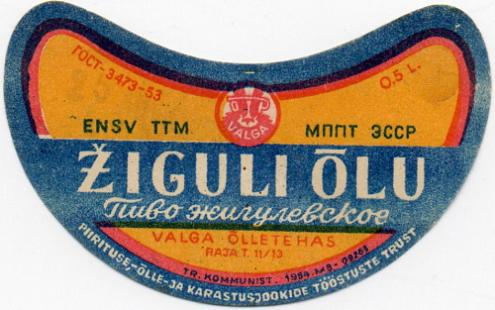 ГОСТ-3473-53
0,5 L.
VALGA
ENSV TTM
МППТ ЭССР
ŽIGULI ÕLU
Пиво жигулевское
VALGA ÕLLETEHAS
RAJA T. 11/13
TR. KOMMUNIST. 1954. MB-
PIIRITUSE-ÕLLE-JA KARASTUSJOOKIDE TÖÖSTUSTE TRUST